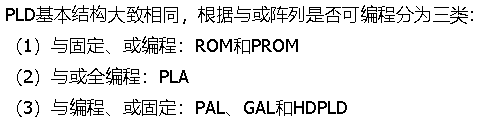 PLD基本结构大致相同，根据与或阵列是否可编程分为三类：
（1）与固定、或编程：ROM和PROM
（2）与或全编程：PLA
（3）与编程、或固定：PAL、GAL和HDPLD